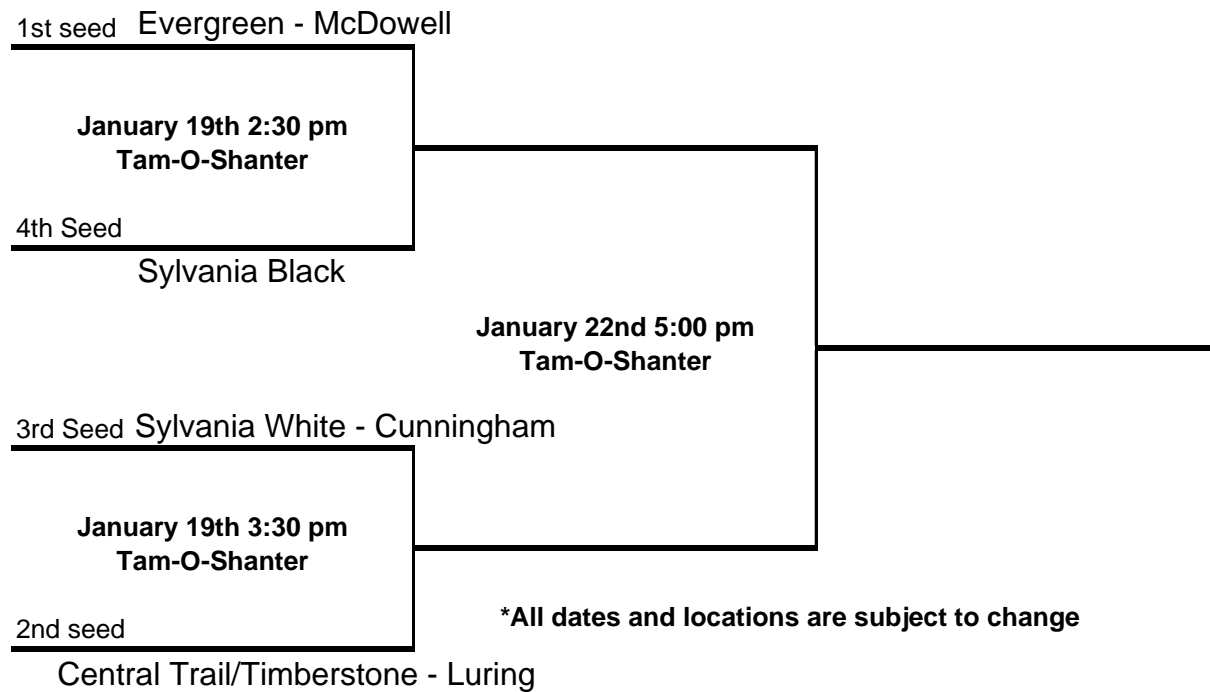 1st seed Evergreen - McDowell
January 19th 2:30 pm
Tam-O-Shanter
4th Seed
Sylvania Black
January 22nd 5:00 pm
Tam-O-Shanter
3rd Seed Sylvania White - Cunningham
January 19th 3:30 pm
Tam-O-Shanter
*All dates and locations are subject to change
2nd seed
Central Trail/Timberstone - Luring